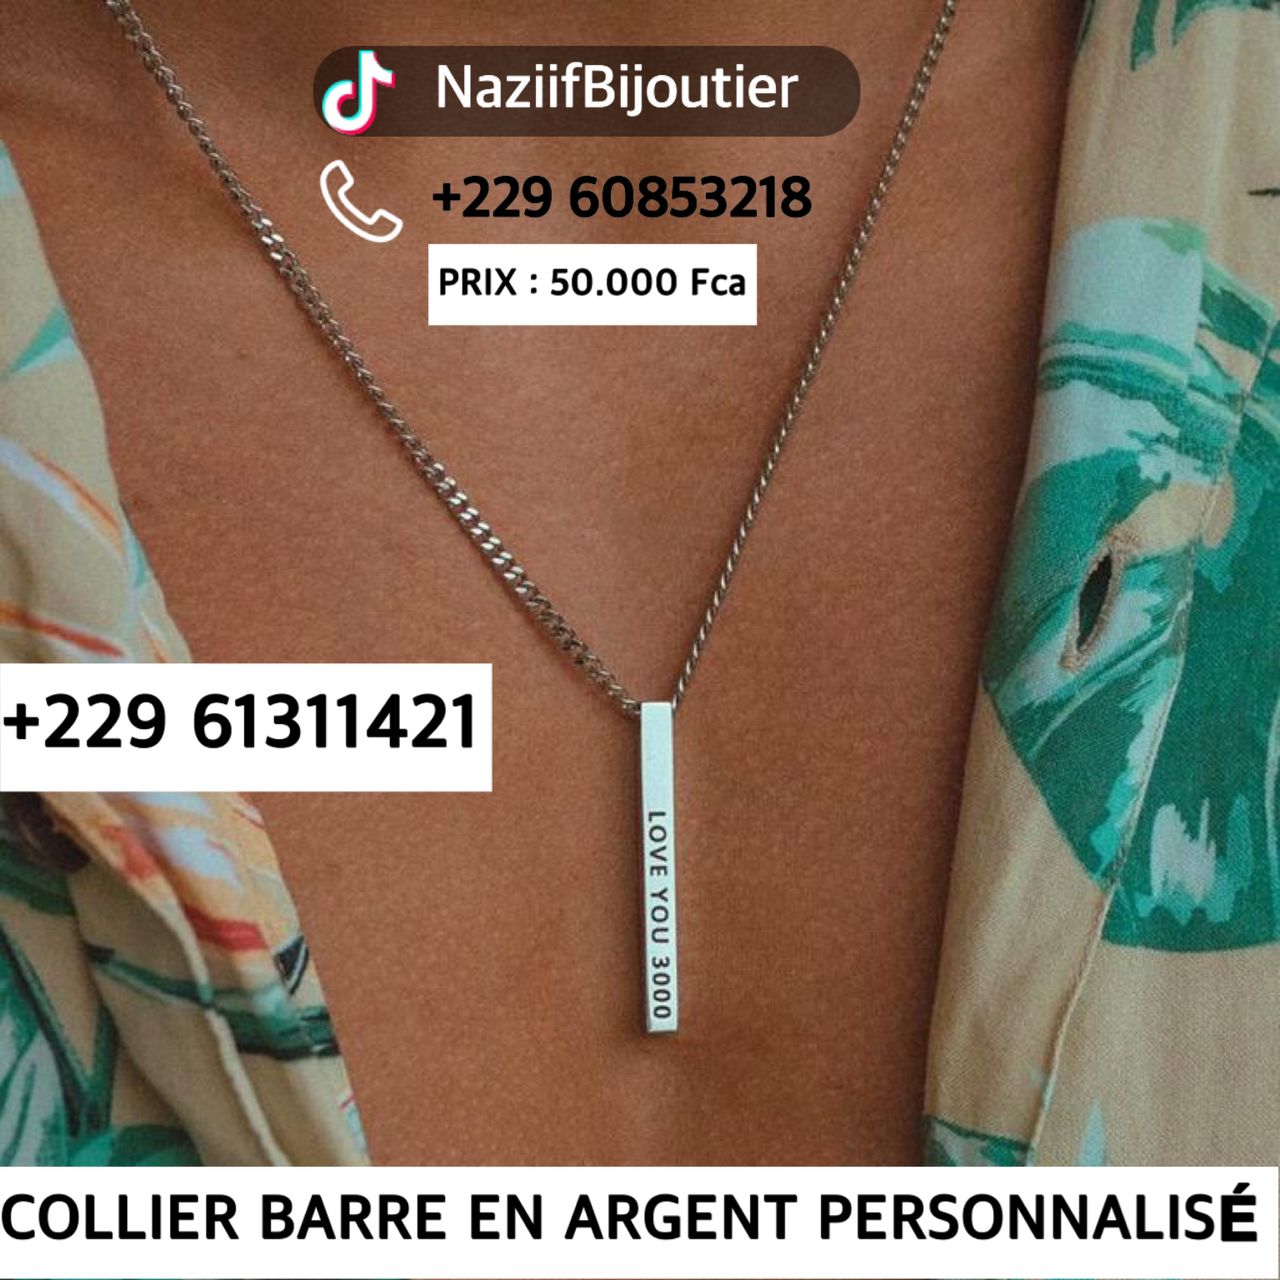 NaziifBijoutier
+229 60853218
PRIX : 50.000 Fca
+229 61311421
LOVE YOU 3000
COLLIER BARRE EN ARGENT PERSONNALISÉ